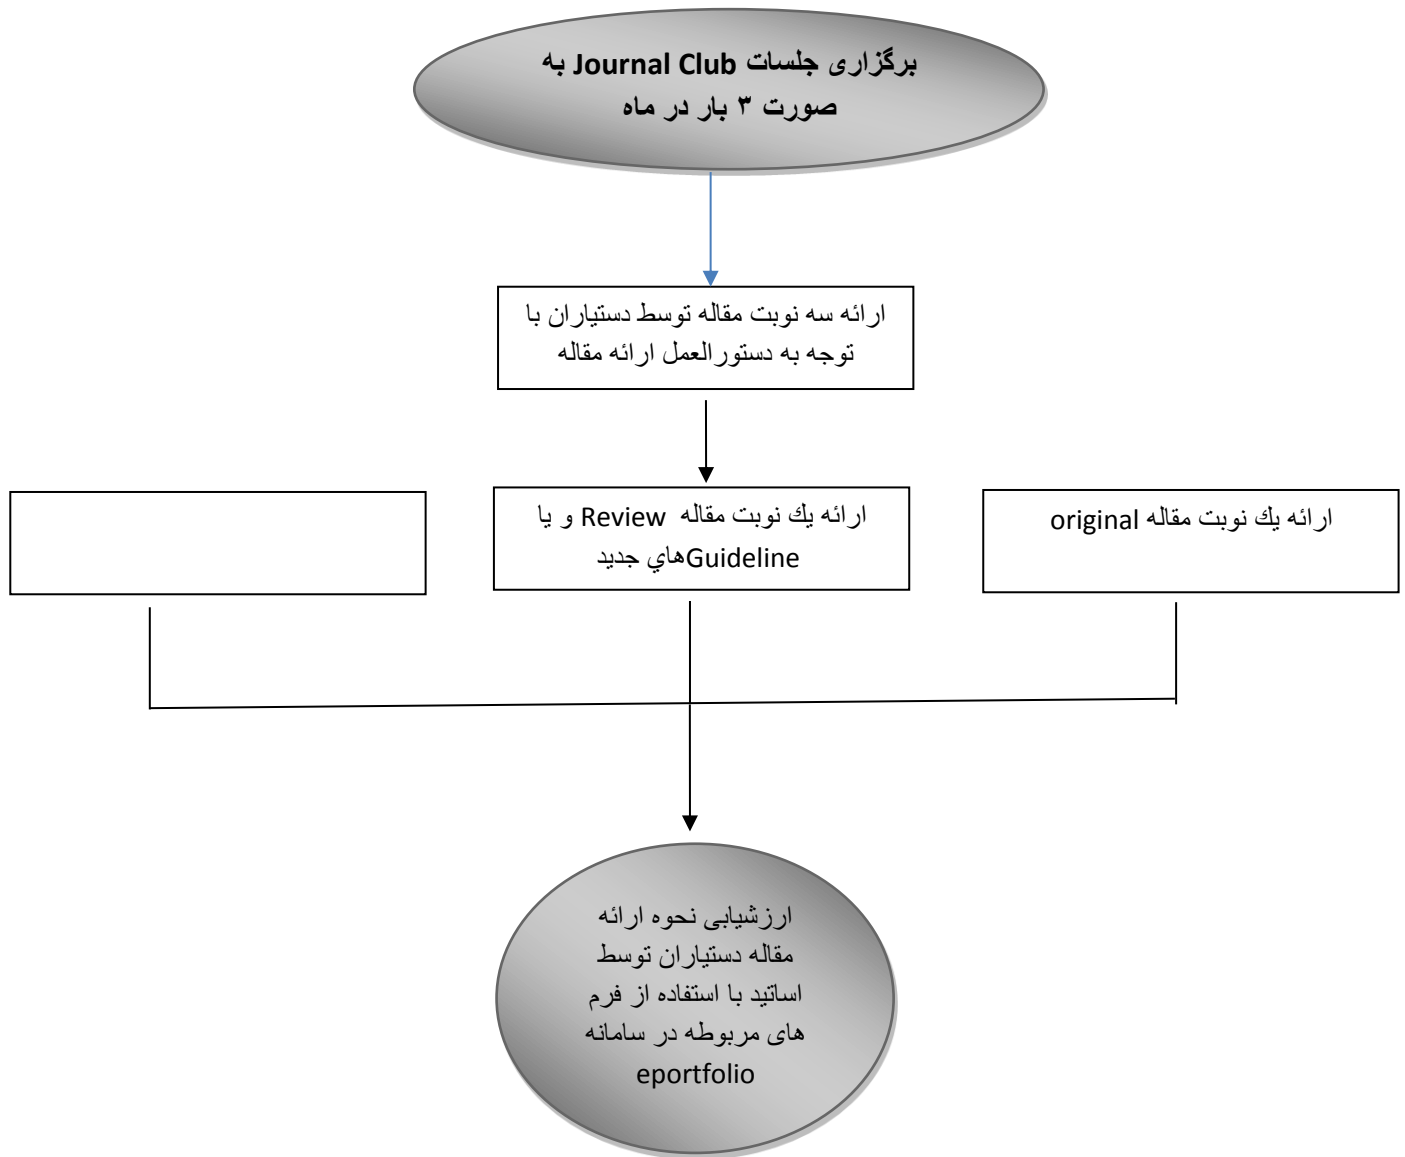 برگزاری جلسات Journal Club به
صورت ۳ بار در ماه
ارائه سه نوبت مقاله توسط دستیاران با
توجه به دستورالعمل ارائه مقاله
ارائه يك نوبت مقاله original
ارائه يك نوبت مقاله Review و يا
Guidelineهاي جديد
ارزشیابی نحوه ارائه
مقاله دستیاران توسط
اساتید با استفاده از فرم
های مربوطه در سامانه
eportfolio